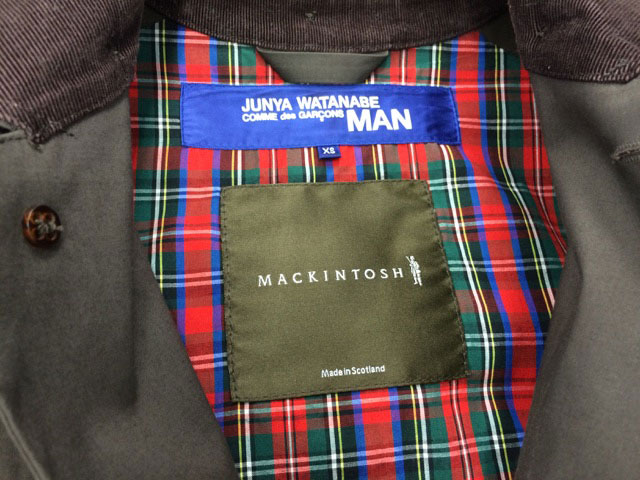 JUNYA WATANABE
COMME des GARÇONS MAN
XS
MACKINTOSH
Made in Scotland